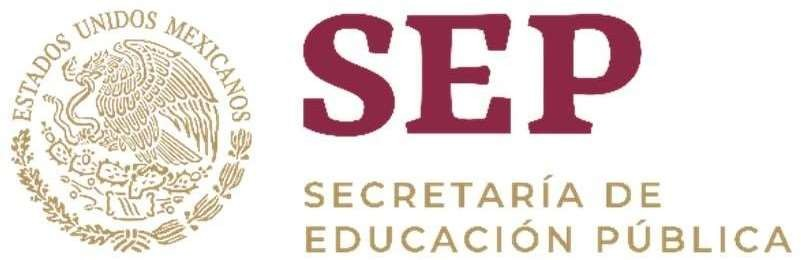 ESTADOS UNIDOS MEXICANOS
SEP
SECRETARÍA DE
EDUCACIÓN PÚBLICA